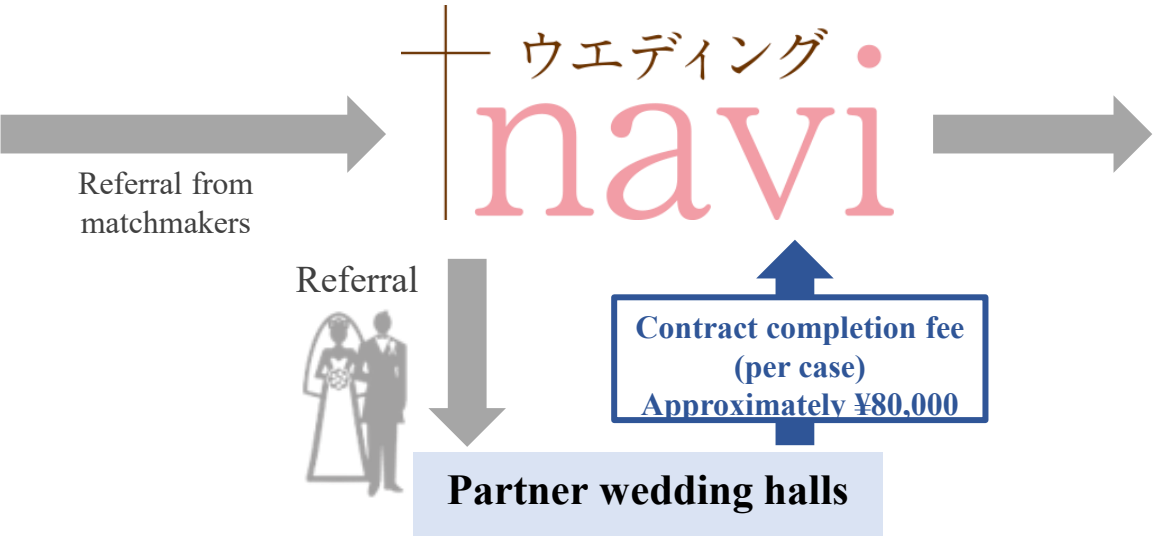 ウエディング
navi
Referral from
matchmakers
Referral
Contract completion fee
(per case)
Approximately ¥80,000
Partner wedding halls